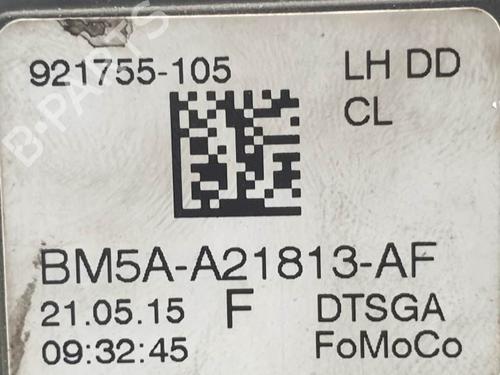 921755-105 LH DD
CL
BM5A-A21813-AF
21.05.15 F DTSGA
09:32:45 FoMoCo
B-PARTS